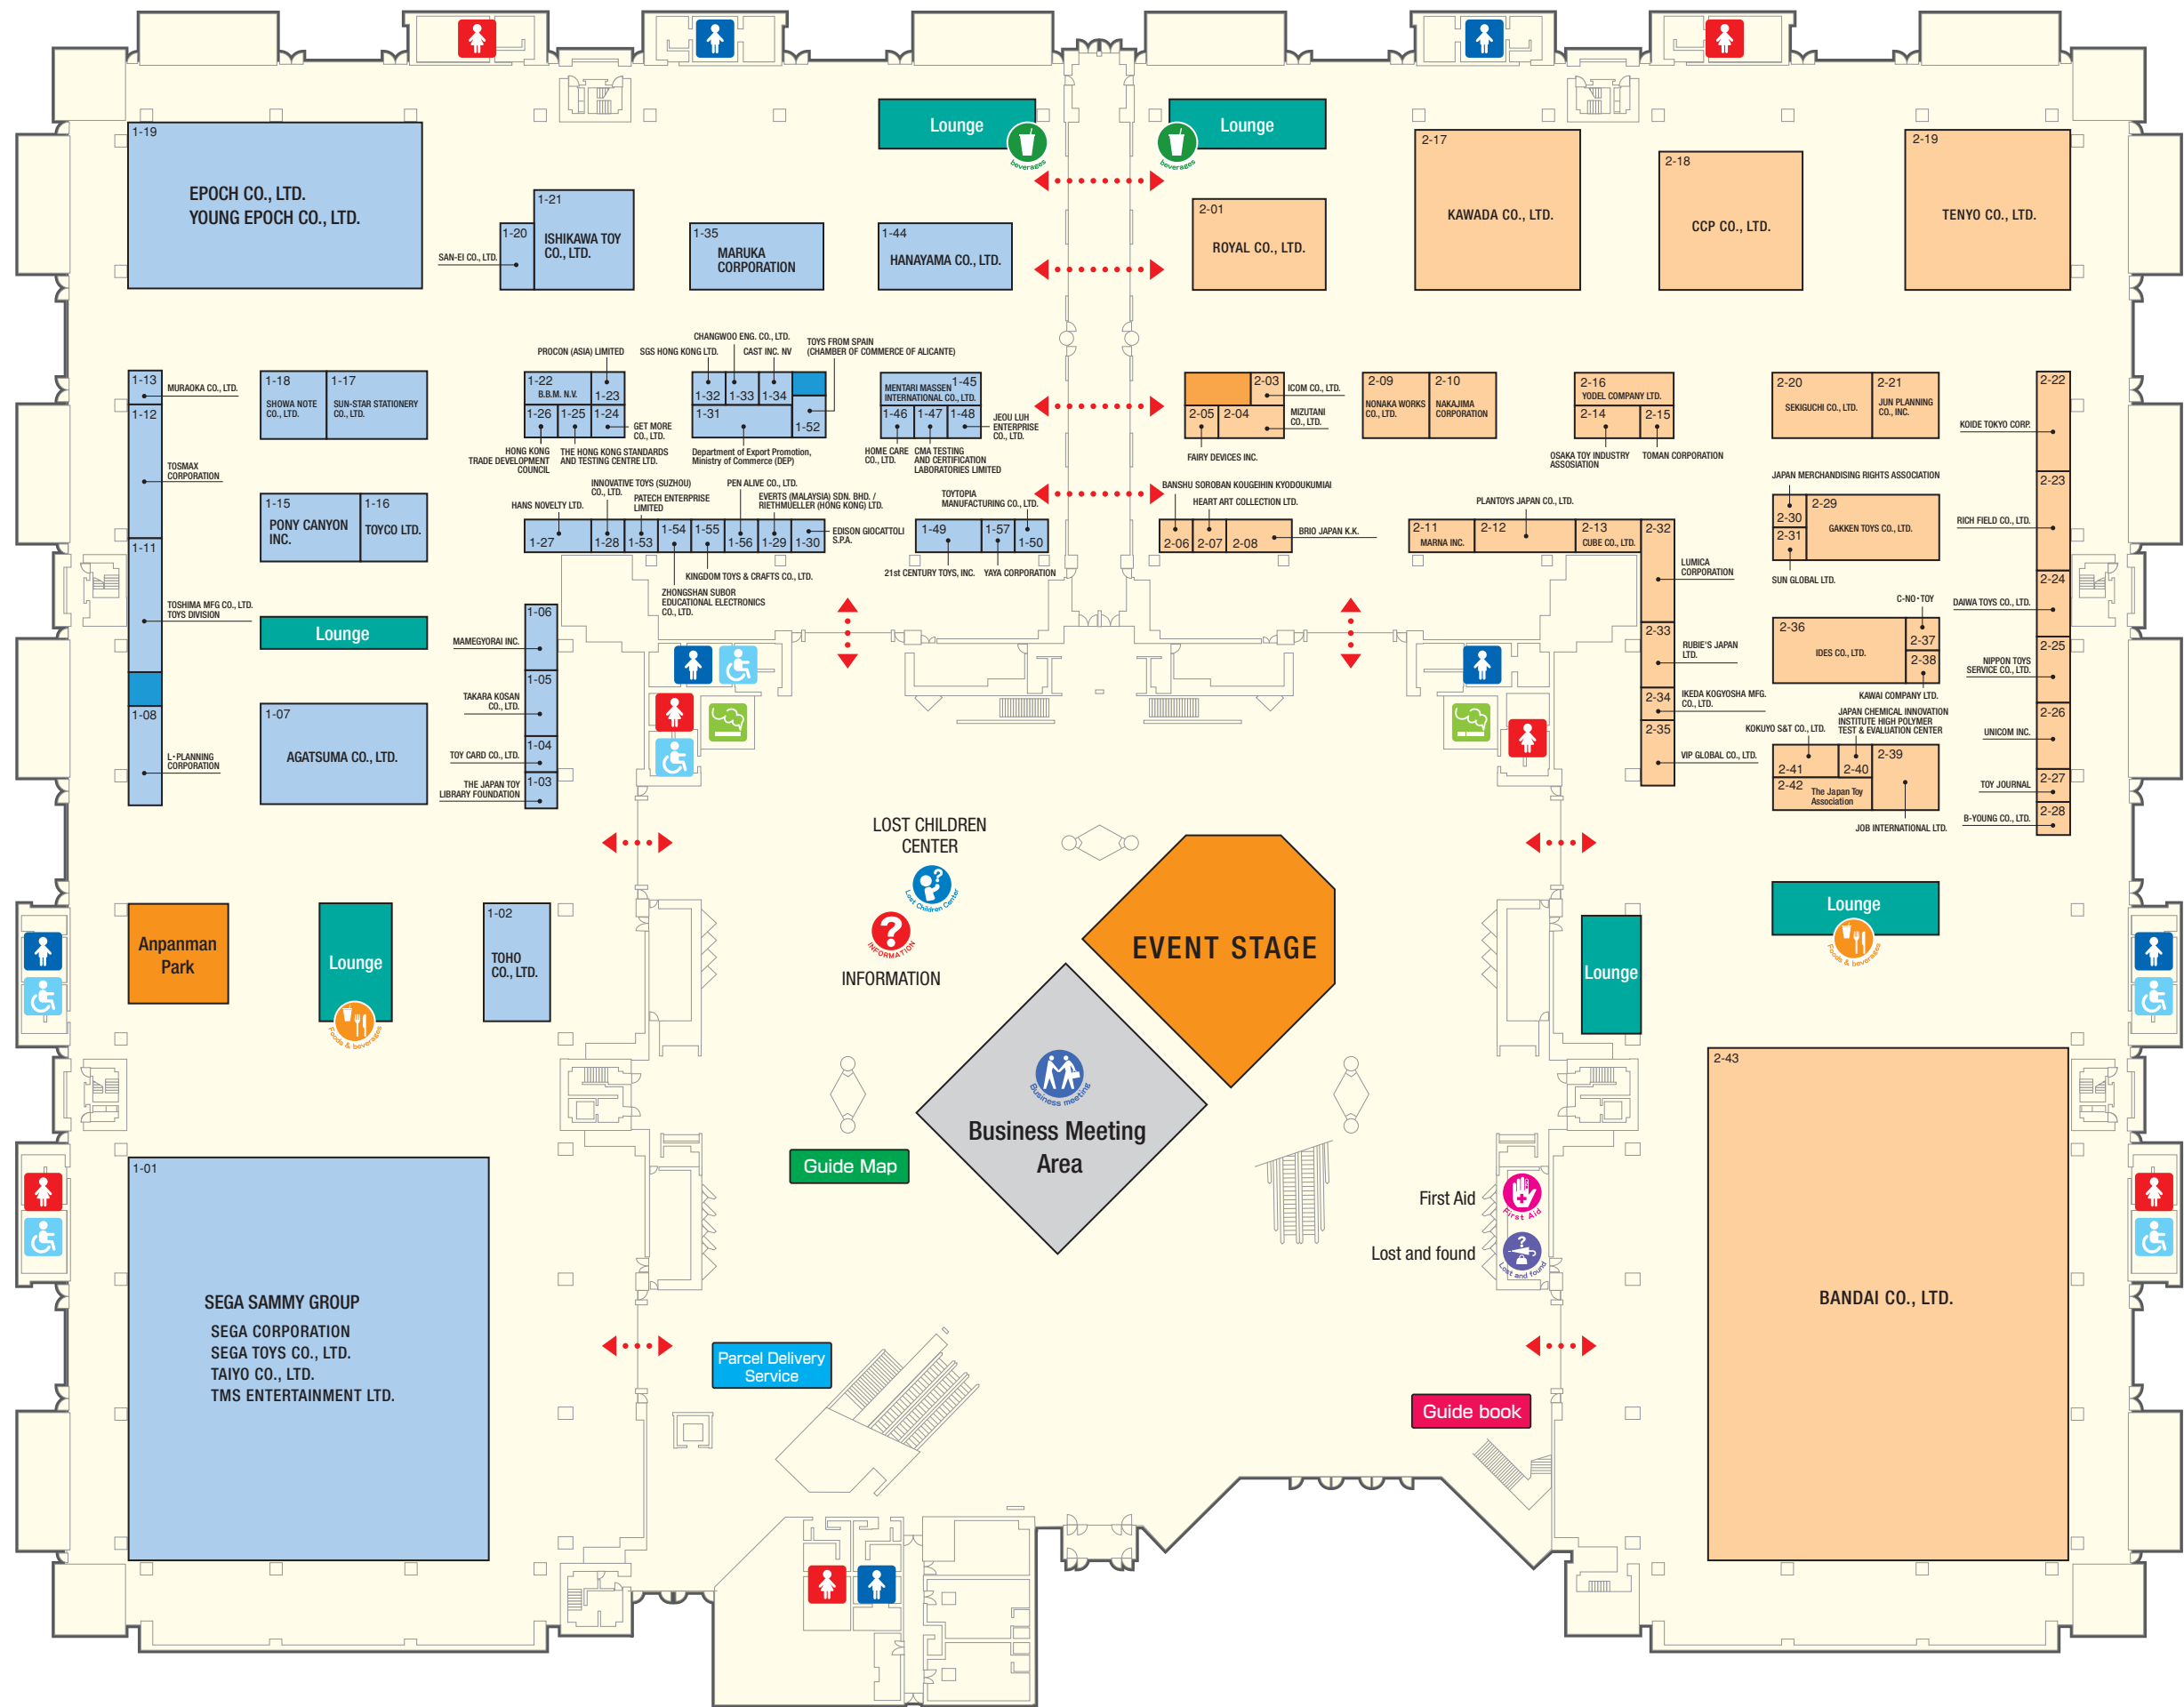 Lounge
beverages
Lounge
beverages
1-19
EPOCH CO., LTD.
YOUNG EPOCH CO., LTD.
1-20
SAN-EI CO., LTD.
1-21
ISHIKAWA TOY
CO., LTD.
1-35
MARUKA
CORPORATION
1-44
HANAYAMA CO., LTD.
2-01
ROYAL CO., LTD.
2-17
KAWADA CO., LTD.
2-18
CCP CO., LTD.
2-19
TENYO CO., LTD.
1-13
MURAOKA CO., LTD.
1-12
TOSMAX
CORPORATION
1-11
TOSHIMA MFG CO., LTD.
TOYS DIVISION
1-08
L・PLANNING
CORPORATION
1-18
SHOWA NOTE
CO., LTD.
1-17
SUN-STAR STATIONERY
CO., LTD.
1-15
PONY CANYON
INC.
1-16
TOYCO LTD.
Lounge
1-07
AGATSUMA CO., LTD.
PROCON (ASIA) LIMITED
1-22
B.B.M. N.V.
1-23
1-26
1-25
1-24
GET MORE
CO., LTD.
HONG KONG
TRADE DEVELOPMENT
COUNCIL
THE HONG KONG STANDARDS
AND TESTING CENTRE LTD.
CHANGWOO ENG. CO., LTD.
SGS HONG KONG LTD.
CAST INC. NV
TOYS FROM SPAIN
(CHAMBER OF COMMERCE OF ALICANTE)
1-32
1-33
1-34
1-31
1-52
Department of Export Promotion,
Ministry of Commerce (DEP)
MENTARI MASSEN
INTERNATIONAL CO., LTD.
1-45
1-46
1-47
1-48
JEOU LUH
ENTERPRISE
CO., LTD.
HOME CARE
CO., LTD.
CMA TESTING
AND CERTIFICATION
LABORATORIES LIMITED
INNOVATIVE TOYS (SUZHOU)
CO., LTD.
HANS NOVELTY LTD.
PATECH ENTERPRISE
LIMITED
PEN ALIVE CO., LTD.
EVERTS (MALAYSIA) SDN. BHD. /
RIETHMUELLER (HONG KONG) LTD.
1-27
1-28
1-53
1-54
1-55
1-56
1-29
1-30
EDISON GIOCATTOLI
S.P.A.
KINGDOM TOYS & CRAFTS CO., LTD.
ZHONGSHAN SUBOR
EDUCATIONAL ELECTRONICS
CO., LTD.
TOYTOPIA
MANUFACTURING CO., LTD.
1-49
1-57
1-50
21st CENTURY TOYS, INC.
YAYA CORPORATION
1-06
MAMEGYORAI INC.
1-05
TAKARA KOSAN
CO., LTD.
1-04
TOY CARD CO., LTD.
1-03
THE JAPAN TOY
LIBRARY FOUNDATION
2-03
ICOM CO., LTD.
2-05
2-04
MIZUTANI
CO., LTD.
FAIRY DEVICES INC.
2-09
NONAKA WORKS
CO., LTD.
2-10
NAKAJIMA
CORPORATION
2-16
YODEL COMPANY LTD.
2-14
2-15
OSAKA TOY INDUSTRY
ASSOSIATION
TOMAN CORPORATION
2-20
SEKIGUCHI CO., LTD.
2-21
JUN PLANNING
CO., INC.
BANSHU SOROBAN KOUGEIHIN KYODOUKUMIAI
HEART ART COLLECTION LTD.
2-06
2-07
2-08
BRIO JAPAN K.K.
PLANTOYS JAPAN CO., LTD.
2-11
MARNA INC.
2-12
2-13
CUBE CO., LTD.
2-32
LUMICA
CORPORATION
2-33
RUBIE'S JAPAN
LTD.
2-34
IKEDA KOGYOSHA MFG.
CO., LTD.
2-35
VIP GLOBAL CO., LTD.
JAPAN MERCHANDISING RIGHTS ASSOCIATION
2-30
2-31
2-29
GAKKEN TOYS CO., LTD.
SUN GLOBAL LTD.
C-NO・TOY
2-36
IDES CO., LTD.
2-37
2-38
KAWAI COMPANY LTD.
JAPAN CHEMICAL INNOVATION
INSTITUTE HIGH POLYMER
TEST & EVALUATION CENTER
KOKUYO S&T CO., LTD.
2-41
2-40
2-39
2-42
The Japan Toy
Association
JOB INTERNATIONAL LTD.
2-22
KOIDE TOKYO CORP.
2-23
RICH FIELD CO., LTD.
2-24
DAIWA TOYS CO., LTD.
2-25
NIPPON TOYS
SERVICE CO., LTD.
2-26
UNICOM INC.
2-27
TOY JOURNAL
2-28
B-YOUNG CO., LTD.
LOST CHILDREN
CENTER
Lost Children Center
INFORMATION
INFORMATION
EVENT STAGE
Business meeting
Business Meeting
Area
Anpanman
Park
Lounge
Foods & beverages
1-02
TOHO
CO., LTD.
Lounge
Lounge
Foods & beverages
Guide Map
First Aid
First Aid
Lost and found
Lost and found
1-01
SEGA SAMMY GROUP
SEGA CORPORATION
SEGA TOYS CO., LTD.
TAIYO CO., LTD.
TMS ENTERTAINMENT LTD.
Parcel Delivery
Service
Guide book
2-43
BANDAI CO., LTD.